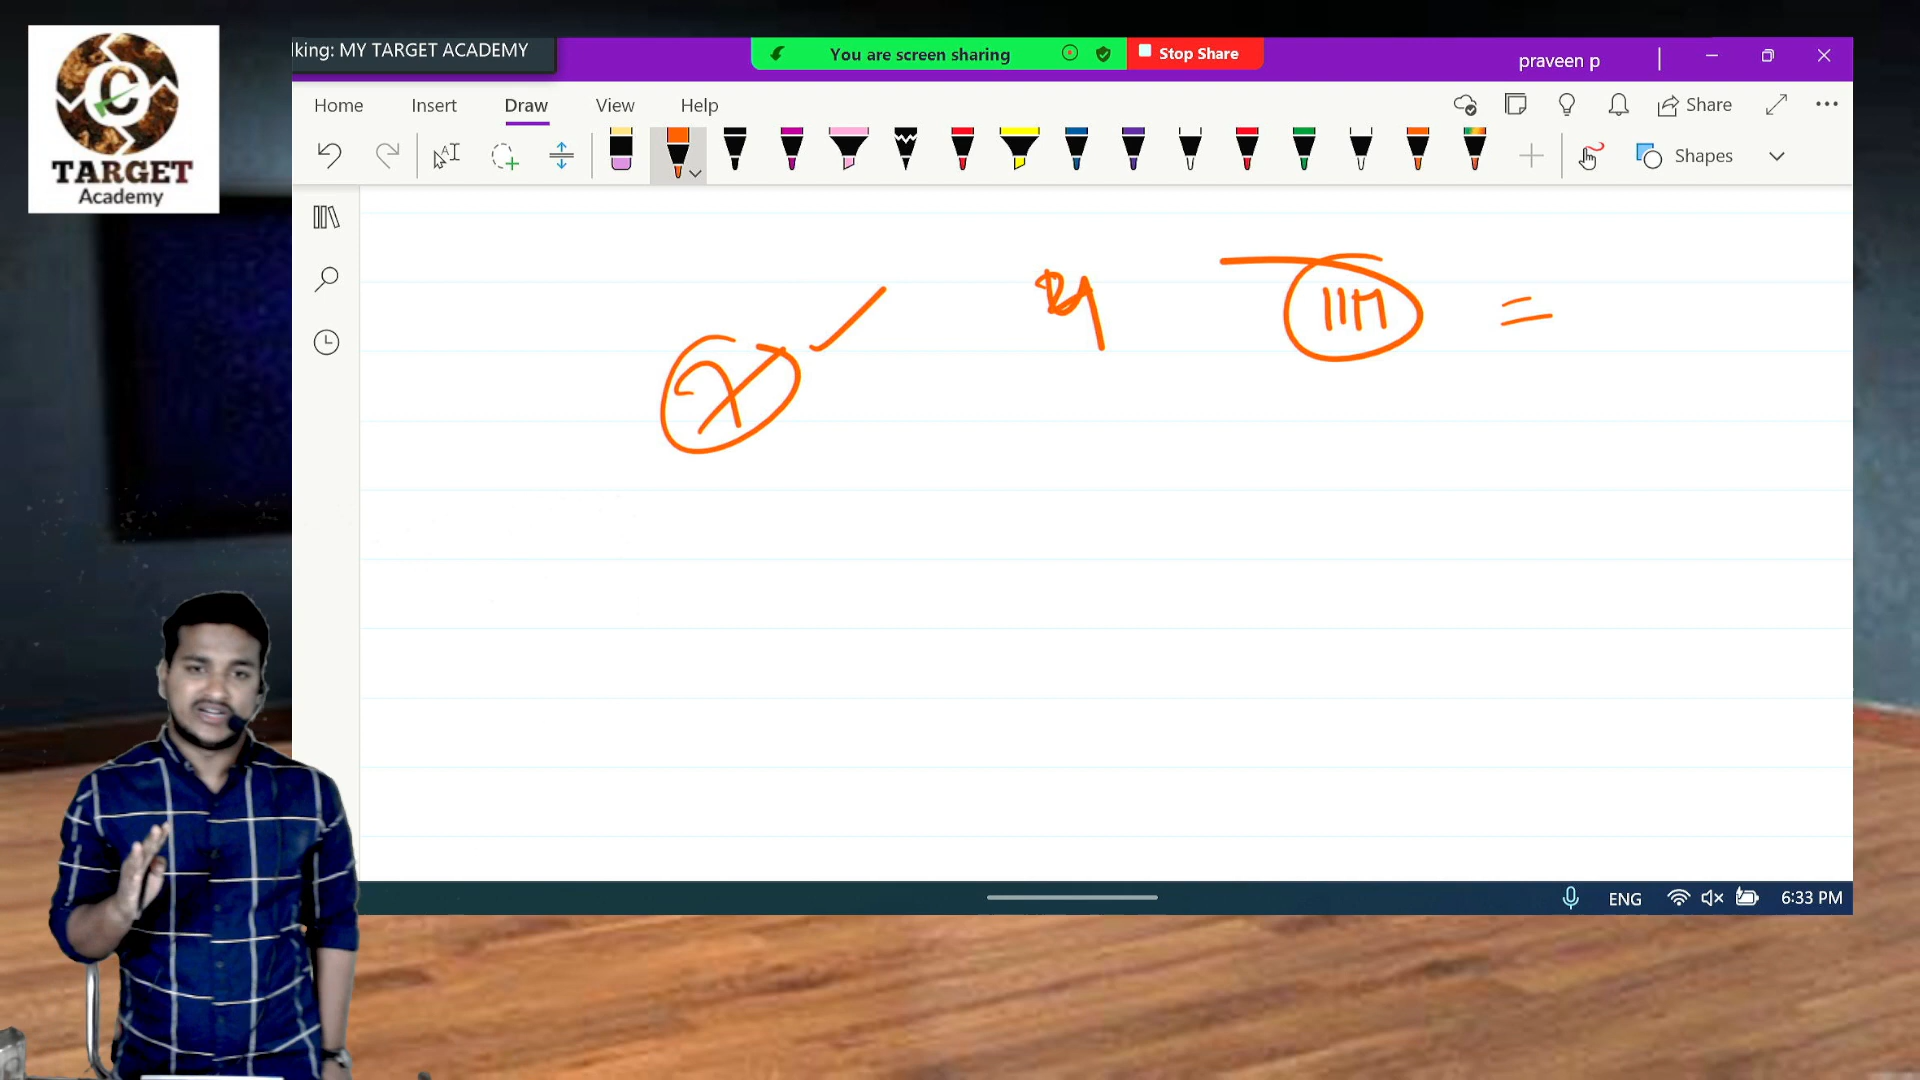 TARGET
Academy
lking: MY TARGET ACADEMY
You are screen sharing
Stop Share
praveen p
Home Insert Draw View Help
Share
Shapes
X IIM =
ENG 6:33 PM